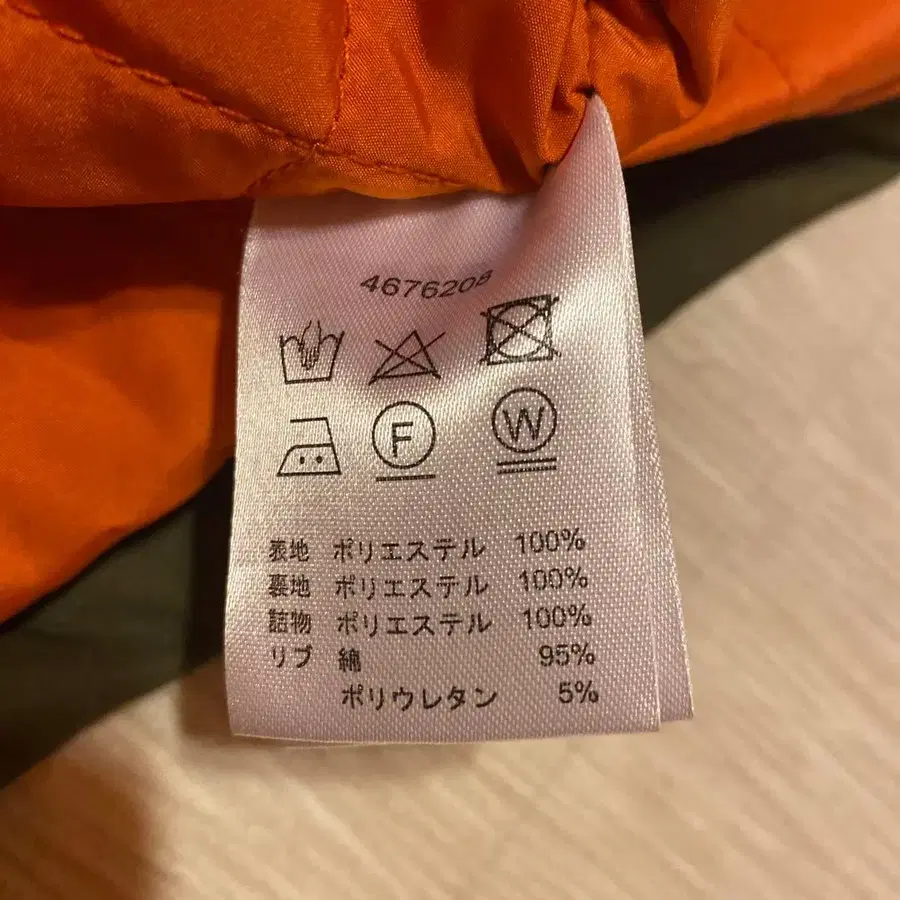 4676208
F W
表地 ポリエステル 100%
裏地 ポリエステル 100%
詰物 ポリエステル 100%
リブ 綿 95%
ポリウレタン 5%